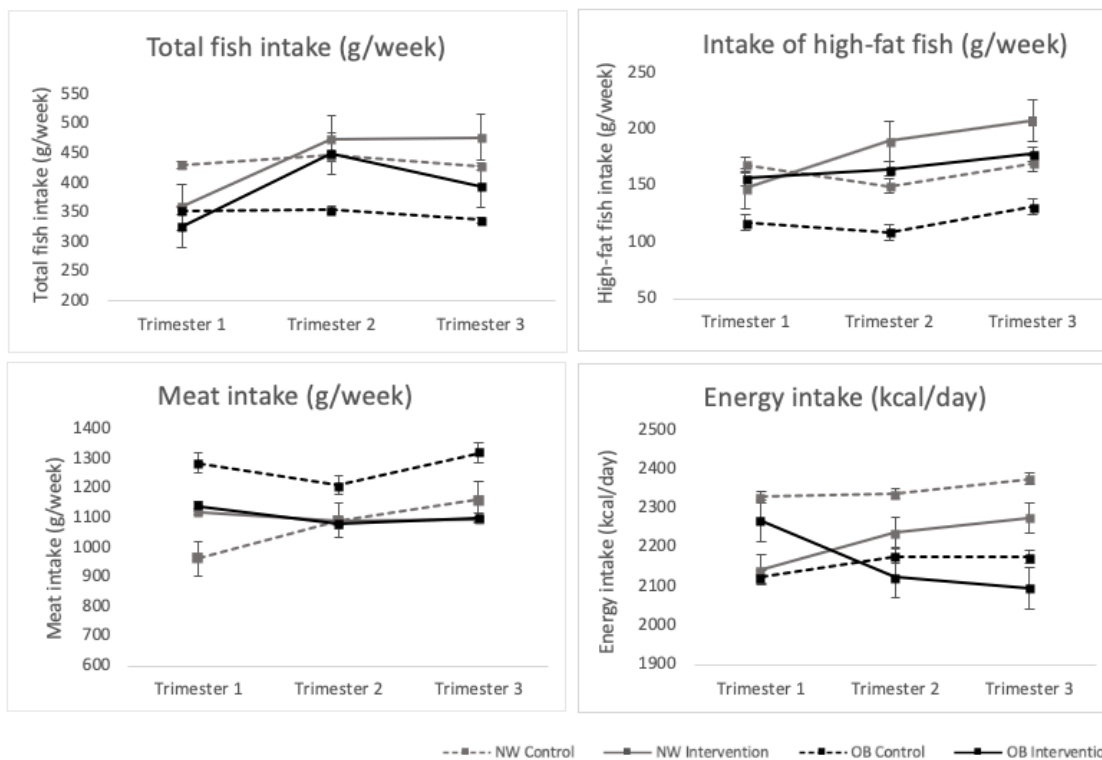 Total fish intake (g/week)
Total fish intake (g/week)
550
500
450
400
350
300
250
200
Trimester 1 Trimester 2 Trimester 3
Intake of high-fat fish (g/week)
High-fat fish intake (g/week)
250
200
150
100
50
Trimester 1 Trimester 2 Trimester 3
Meat intake (g/week)
Meat intake (g/week)
1400
1300
1200
1100
1000
900
800
700
600
Trimester 1 Trimester 2 Trimester 3
Energy intake (kcal/day)
Energy intake (kcal/day)
2500
2400
2300
2200
2100
2000
1900
Trimester 1 Trimester 2 Trimester 3
NW Control NW Intervention OB Control OB Interventio